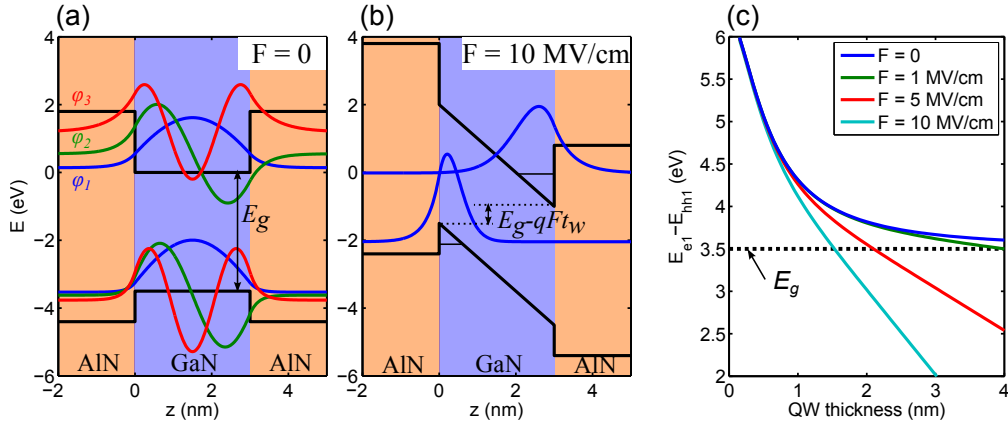 (a)
F = 0
E (eV)
4
2
0
−2
−4
−6
φ3
φ2
φ1
Eg
AlN
GaN
AlN
−2
0
2
4
z (nm)
(b)
F = 10 MV/cm
4
2
0
−2
−4
−6
Eg-qFtw
AlN
GaN
AlN
−2
0
2
4
z (nm)
(c)
Ee1−Ehh1 (eV)
6
5.5
5
4.5
4
3.5
3
2.5
2
F = 0
F = 1 MV/cm
F = 5 MV/cm
F = 10 MV/cm
Eg
0
1
2
3
4
QW thickness (nm)